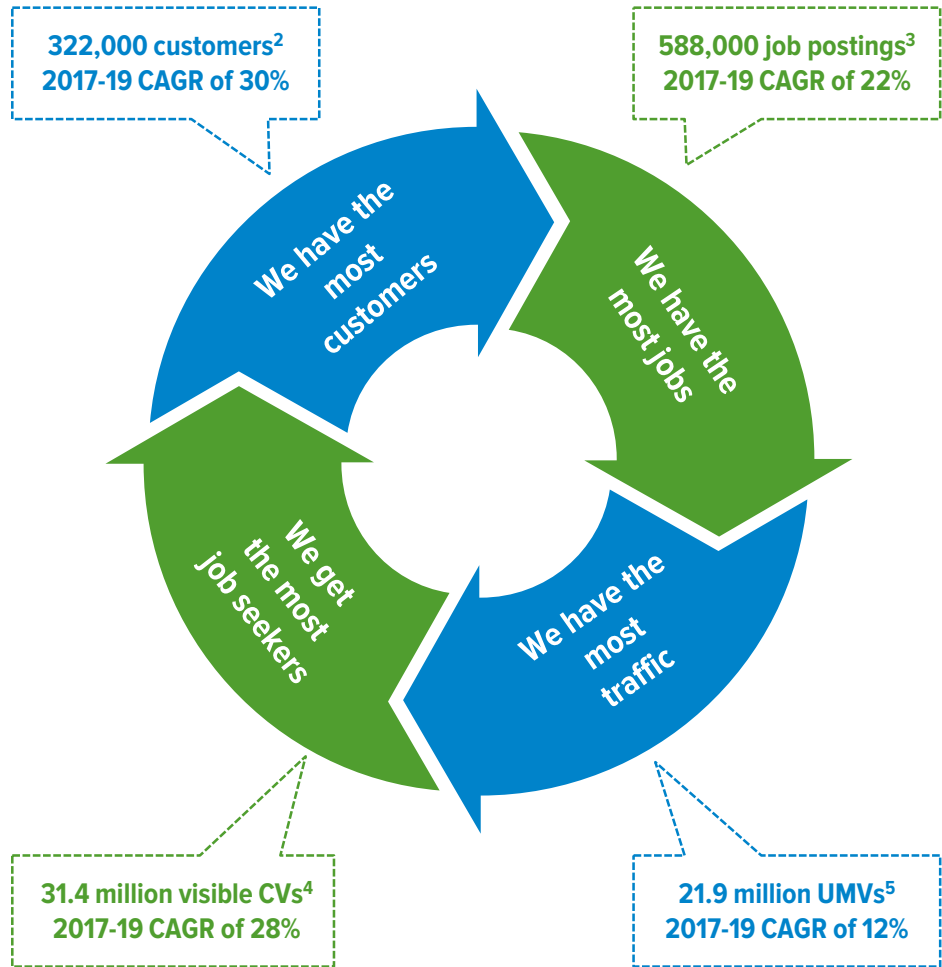 322,000 customers²
2017-19 CAGR of 30%
588,000 job postings³
2017-19 CAGR of 22%
We have the
most
customers
We have the
most jobs
We get
the most
job seekers
We have the
most
traffic
31.4 million visible CVs⁴
2017-19 CAGR of 28%
21.9 million UMVs⁵
2017-19 CAGR of 12%